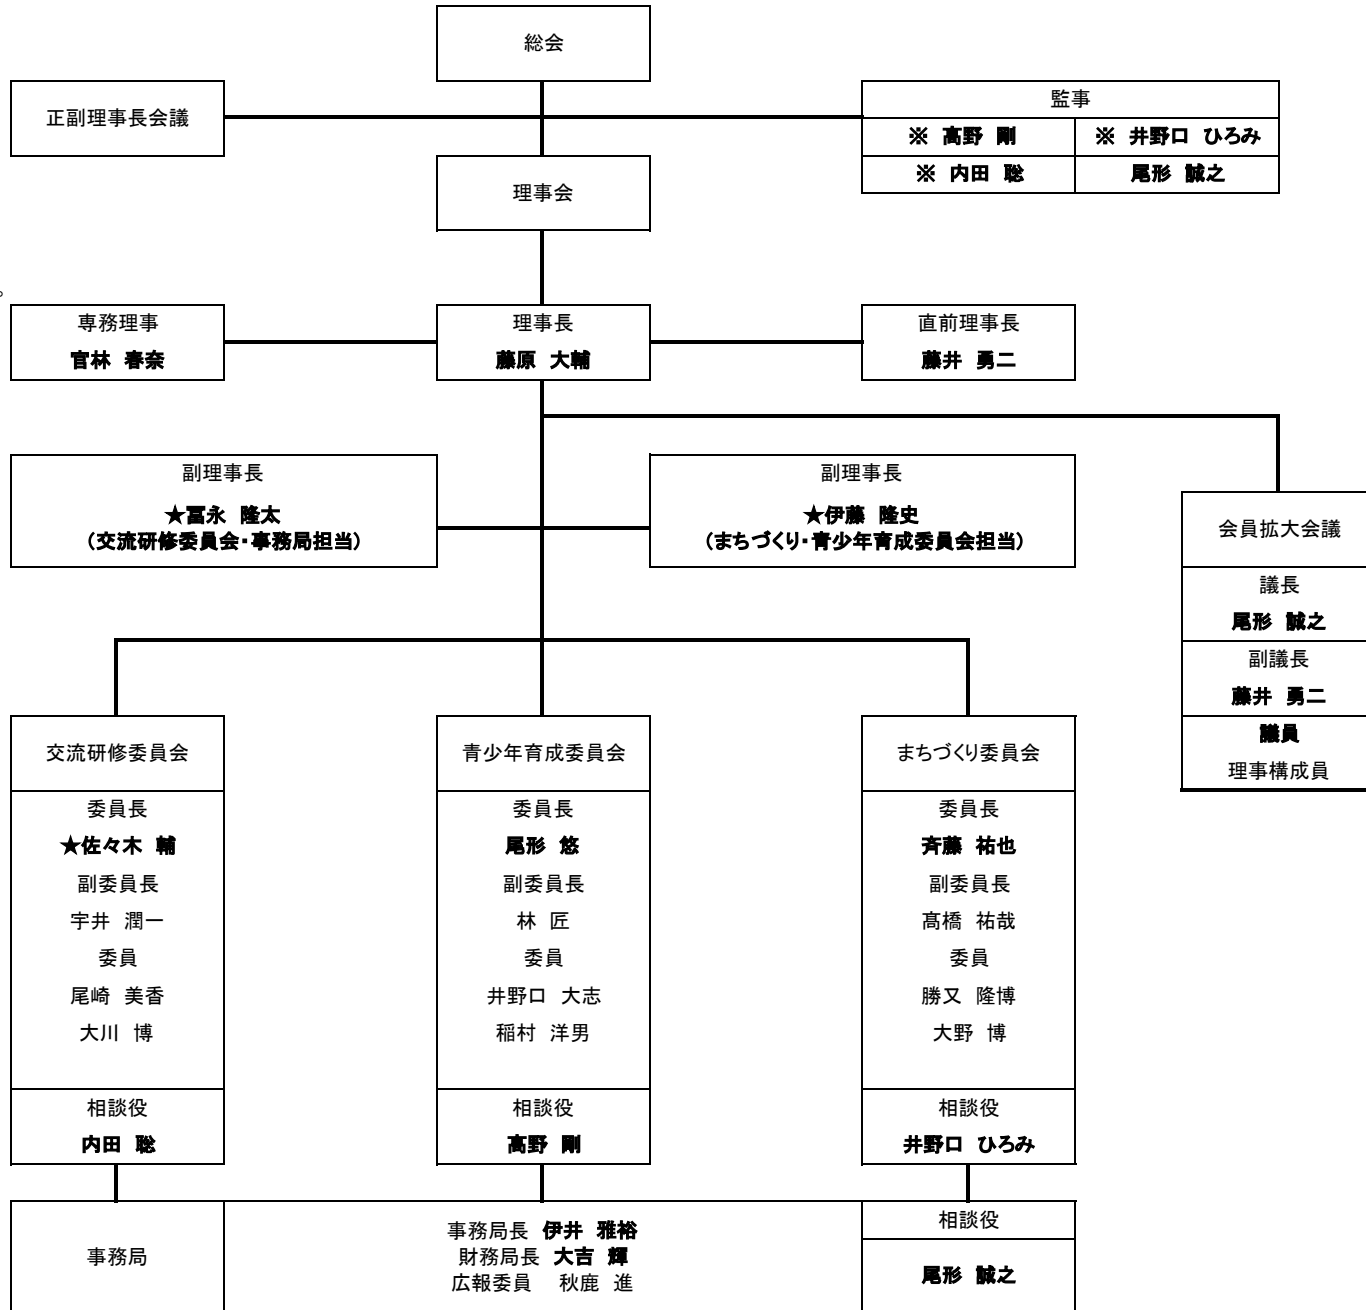 総会
正副理事長会議
監事
※ 高野 剛
※ 井野口 ひろみ
※ 内田 聡
尾形 誠之
理事会
。
専務理事
官林 春奈
理事長
藤原 大輔
直前理事長
藤井 勇二
副理事長
★冨永 隆太
(交流研修委員会・事務局担当)
副理事長
★伊藤 隆史
(まちづくり・青少年育成委員会担当)
会員拡大会議
議長
尾形 誠之
副議長
藤井 勇二
議員
理事構成員
交流研修委員会
委員長
★佐々木 輔
副委員長
宇井 潤一
委員
尾崎 美香
大川 博
相談役
内田 聡
青少年育成委員会
委員長
尾形 悠
副委員長
林 匠
委員
井野口 大志
稲村 洋男
相談役
高野 剛
まちづくり委員会
委員長
斉藤 祐也
副委員長
髙橋 祐哉
委員
勝又 隆博
大野 博
相談役
井野口 ひろみ
事務局
事務局長 伊井 雅裕
財務局長 大吉 輝
広報委員 秋鹿 進
相談役
尾形 誠之